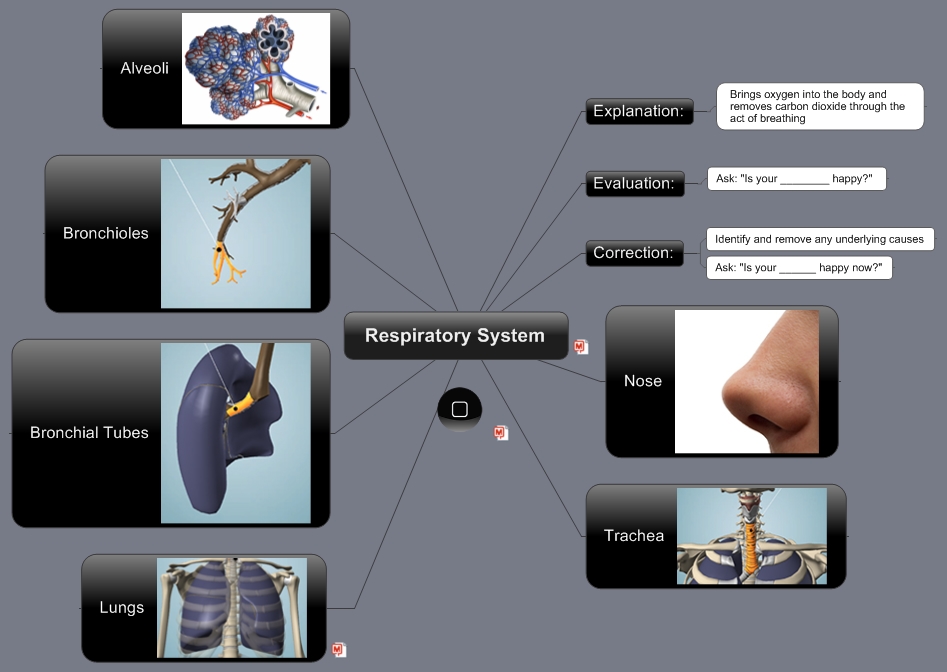 Respiratory System
Explanation:
Brings oxygen into the body and
removes carbon dioxide through the
act of breathing
Evaluation:
Ask: "Is your ________ happy?"
Correction:
Identify and remove any underlying causes
Ask: "Is your ______ happy now?"
Nose
Trachea
Alveoli
Bronchioles
Bronchial Tubes
Lungs